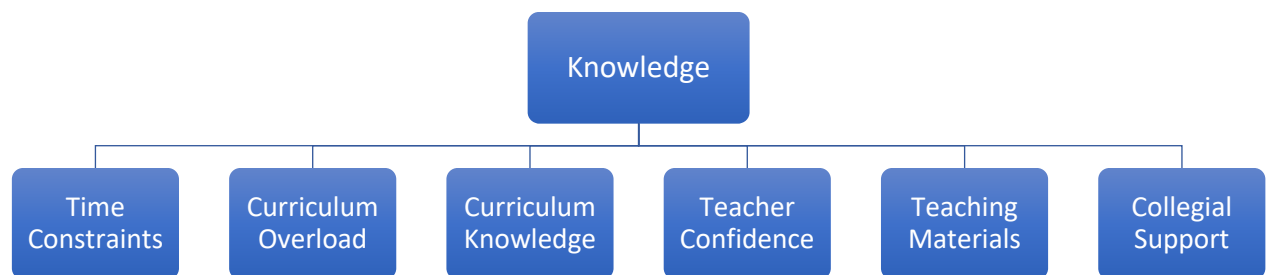 Knowledge
Time
Constraints
Curriculum
Overload
Curriculum
Knowledge
Teacher
Confidence
Teaching
Materials
Collegial
Support